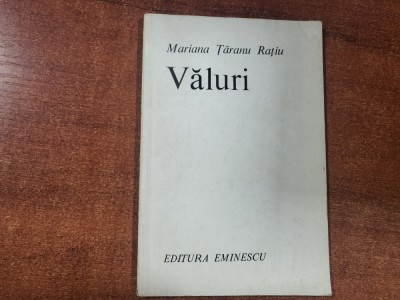 Mariana Țăranu Rațiu
Văluri
EDITURA EMINESCU